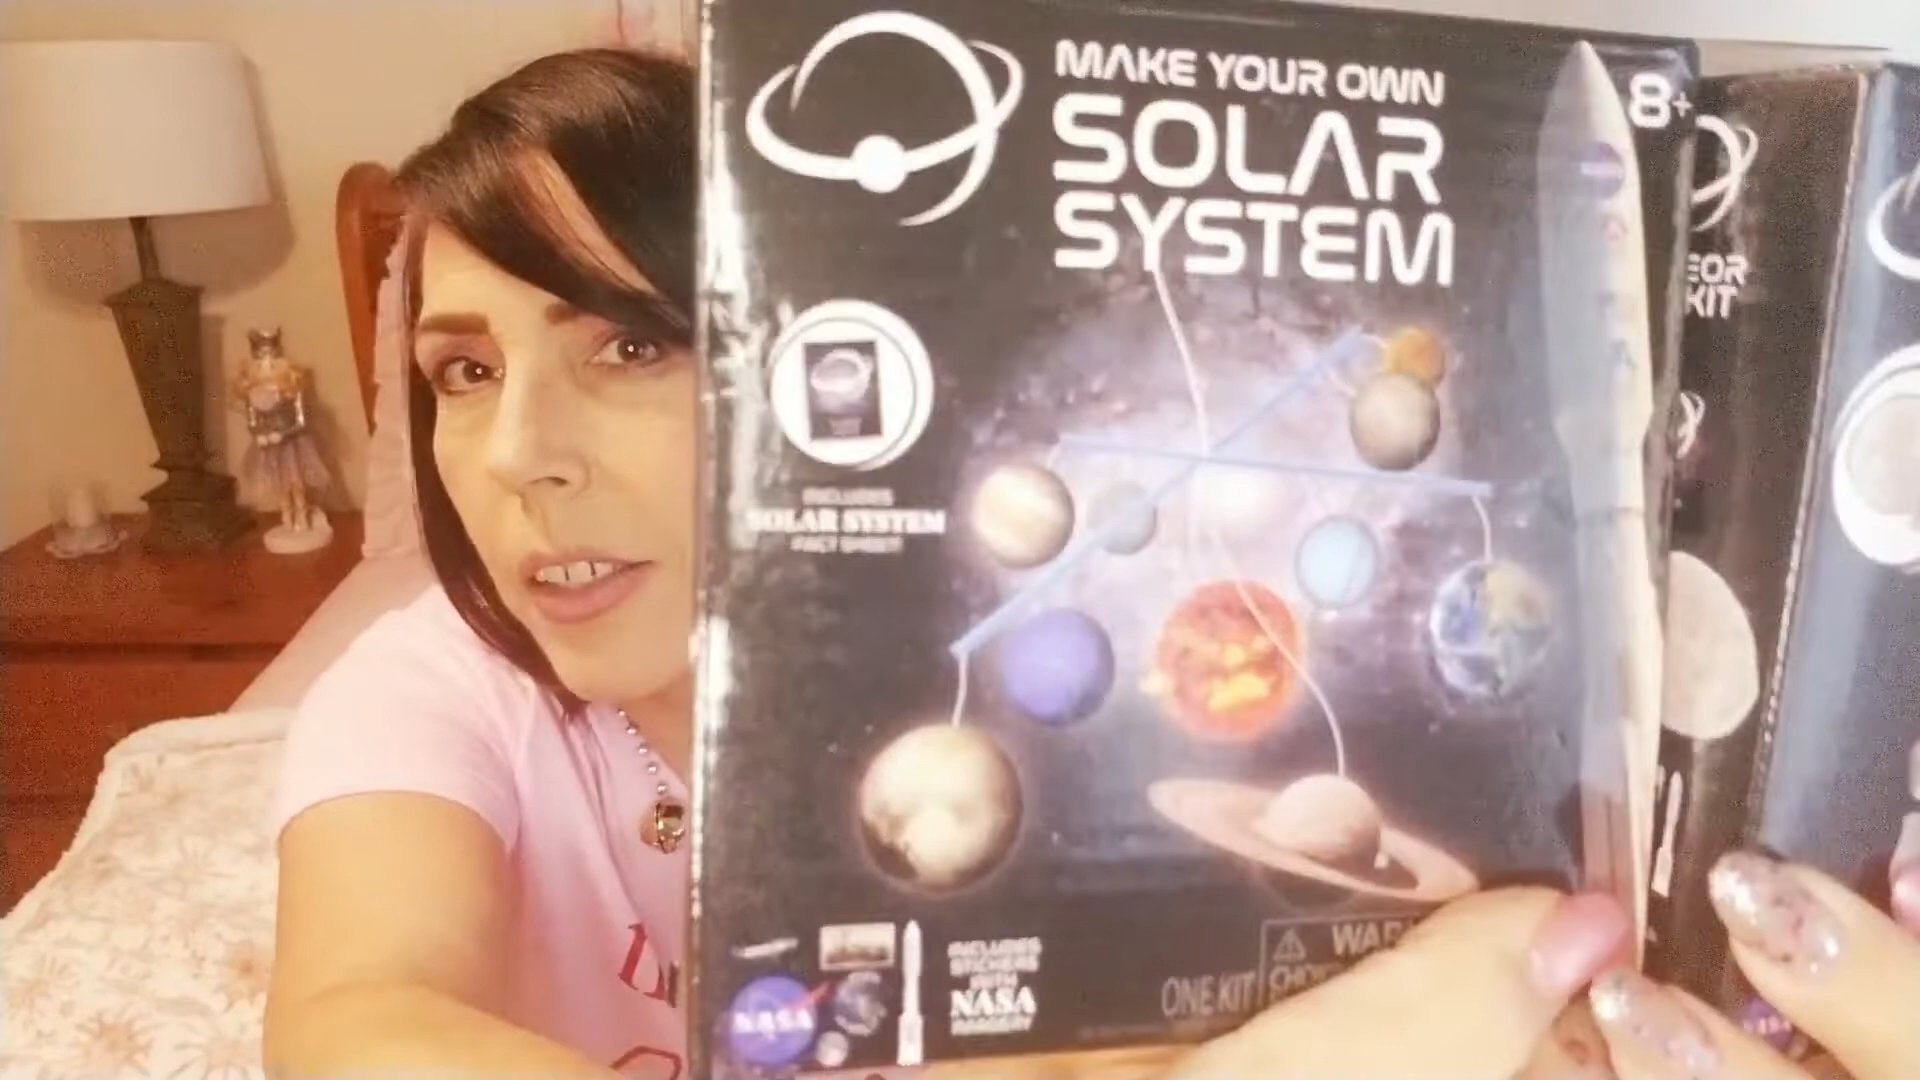 MAKE YOUR OWN
SOLAR
SYSTEM
8+
EOR
KIT
INCLUDES
SOLAR SYSTEM
FACT SHEET
INCLUDES
STICKERS
WITH
NASA
IMAGERY
NASA
ONE KIT
WAR
CHOK